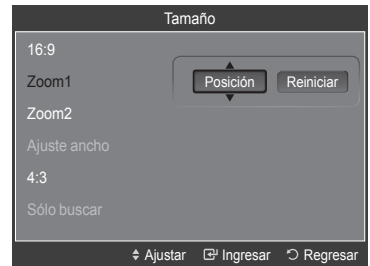 Tamaño
16:9
Zoom1
Posición Reiniciar
Zoom2
Ajuste ancho
4:3
Sólo buscar
Ajustar Ingresar Regresar